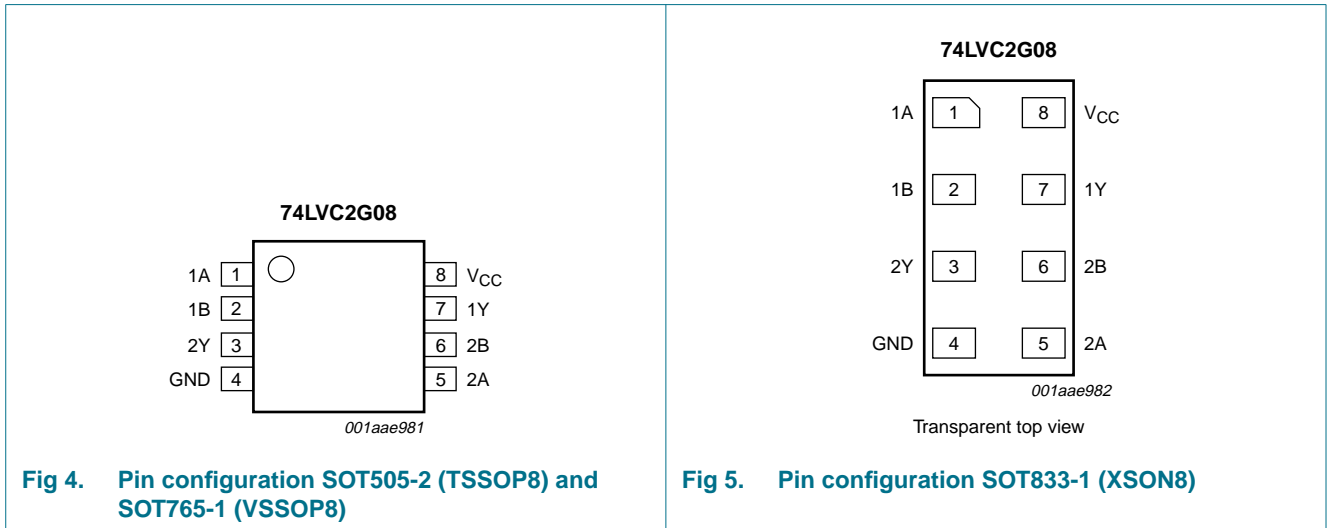 74LVC2G08
1A 1 8 VCC
1B 2 7 1Y
2Y 3 6 2B
GND 4 5 2A
001aae981
Fig 4. Pin configuration SOT505-2 (TSSOP8) and
SOT765-1 (VSSOP8)
74LVC2G08
1A 1 8 VCC
1B 2 7 1Y
2Y 3 6 2B
GND 4 5 2A
001aae982
Transparent top view
Fig 5. Pin configuration SOT833-1 (XSON8)